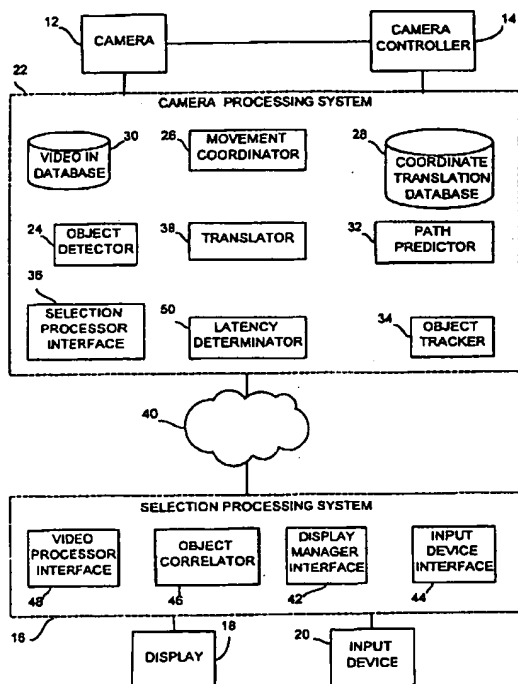 12
CAMERA
CAMERA
CONTROLLER
14
22
CAMERA PROCESSING SYSTEM
30
VIDEO IN
DATABASE
26
MOVEMENT
COORDINATOR
28
COORDINATE
TRANSLATION
DATABASE
24
OBJECT
DETECTOR
38
TRANSLATOR
32
PATH
PREDICTOR
36
SELECTION
PROCESSOR
INTERFACE
50
LATENCY
DETERMINATOR
34
OBJECT
TRACKER
40
SELECTION PROCESSING SYSTEM
VIDEO
PROCESSOR
INTERFACE
48
OBJECT
CORRELATOR
46
DISPLAY
MANAGER
INTERFACE
42
INPUT
DEVICE
INTERFACE
44
16
DISPLAY
18
20
INPUT
DEVICE